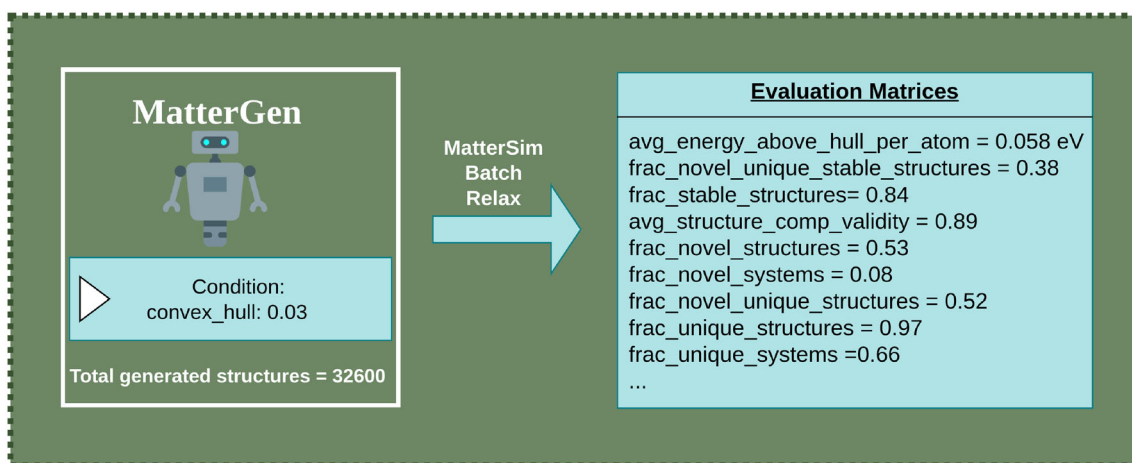 MatterGen
Condition:
convex_hull: 0.03
Total generated structures = 32600
MatterSim
Batch
Relax
Evaluation Matrices
avg_energy_above_hull_per_atom = 0.058 eV
frac_novel_unique_stable_structures = 0.38
frac_stable_structures= 0.84
avg_structure_comp_validity = 0.89
frac_novel_structures = 0.53
frac_novel_systems = 0.08
frac_novel_unique_structures = 0.52
frac_unique_structures = 0.97
frac_unique_systems =0.66
...